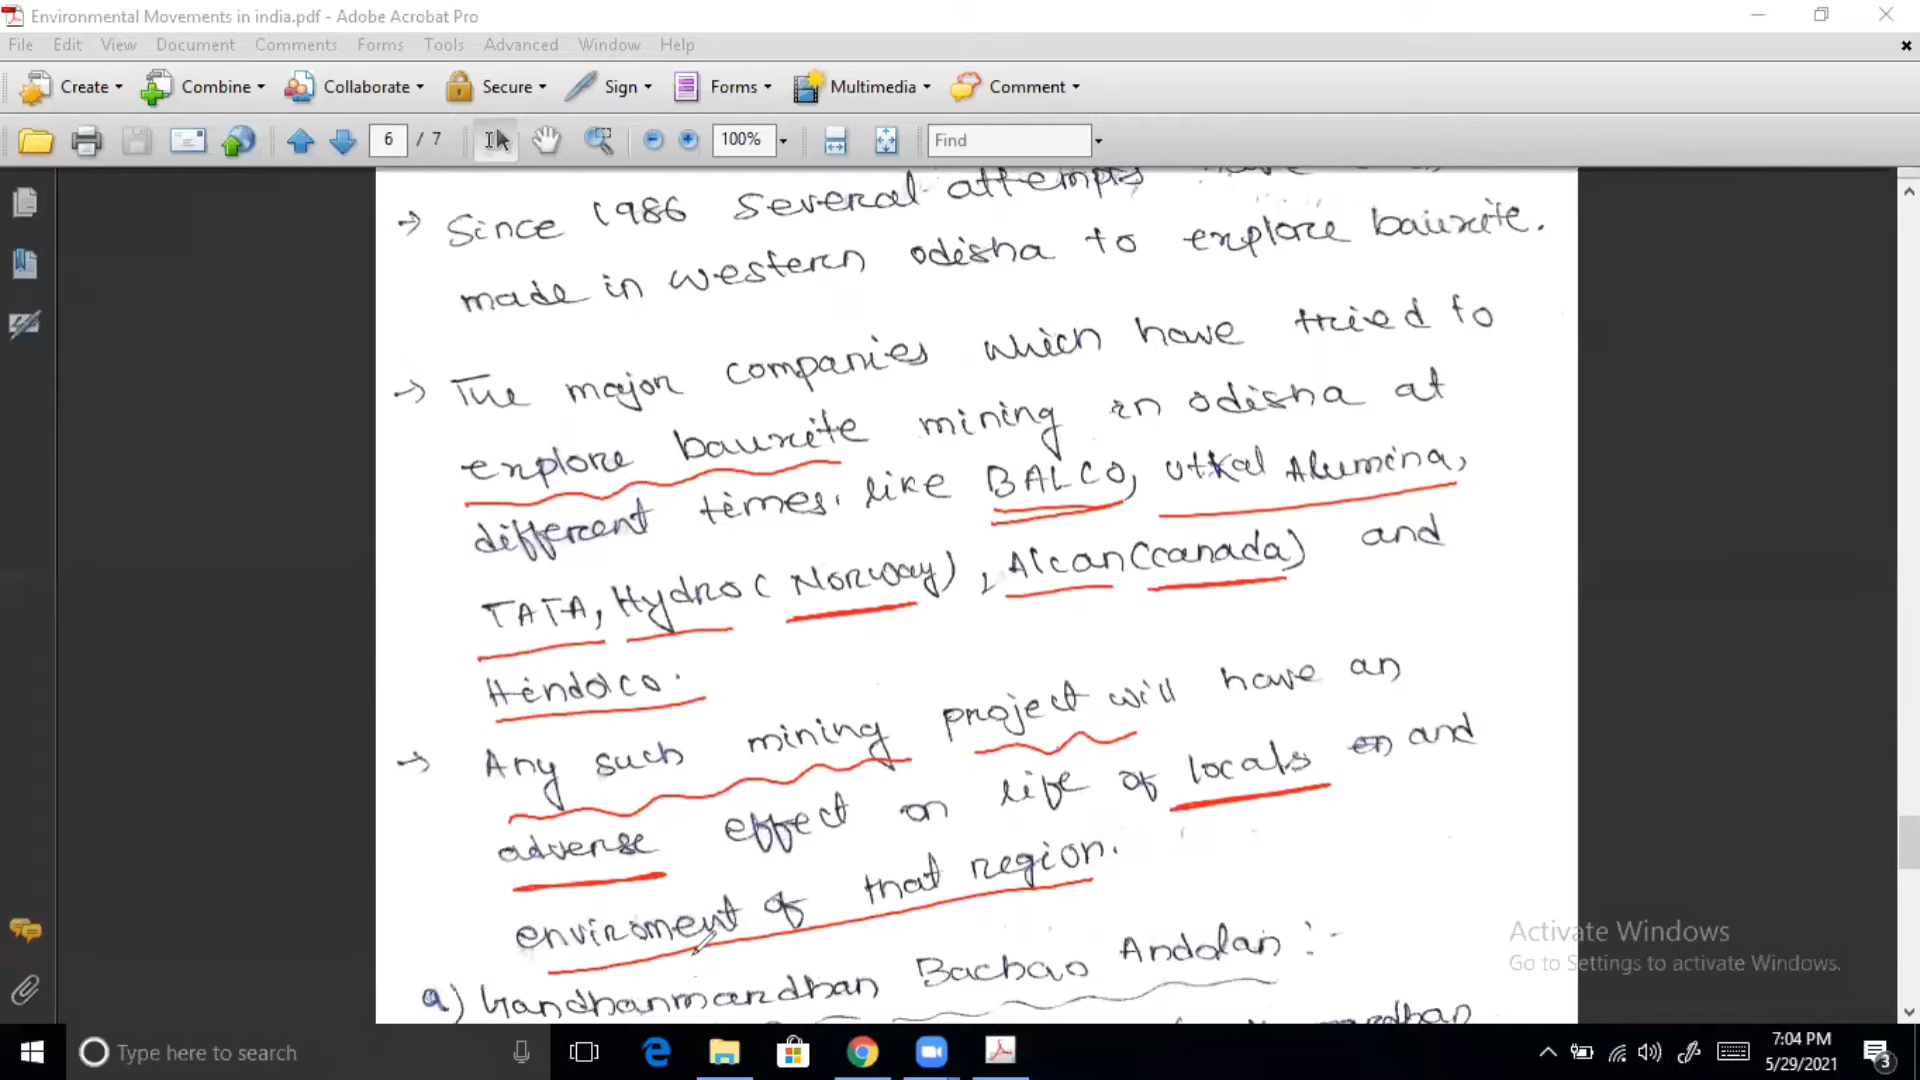 Environmental Movements in india.pdf - Adobe Acrobat Pro
File Edit View Document Comments Forms Tools Advanced Window Help
Create Combine Collaborate Secure Sign Forms Multimedia Comment
6 / 7 100% Find
→ Since 1986 several attempts
made in western odisha to explore bauxite.
→ The major companies which have tried to
explore bauxite mining in odisha at
different times. like BALCO, Utkal Alumina,
TATA, Hydro (Norway), Alcan (canada) and
Hindalco.
→ Any such mining project will have an
adverse effect on life of locals and
enviroment of that region.
a) Gandhanmardhan Bachao Andolan :-
Activate Windows
Go to Settings to activate Windows.
Type here to search
7:04 PM
5/29/2021
3